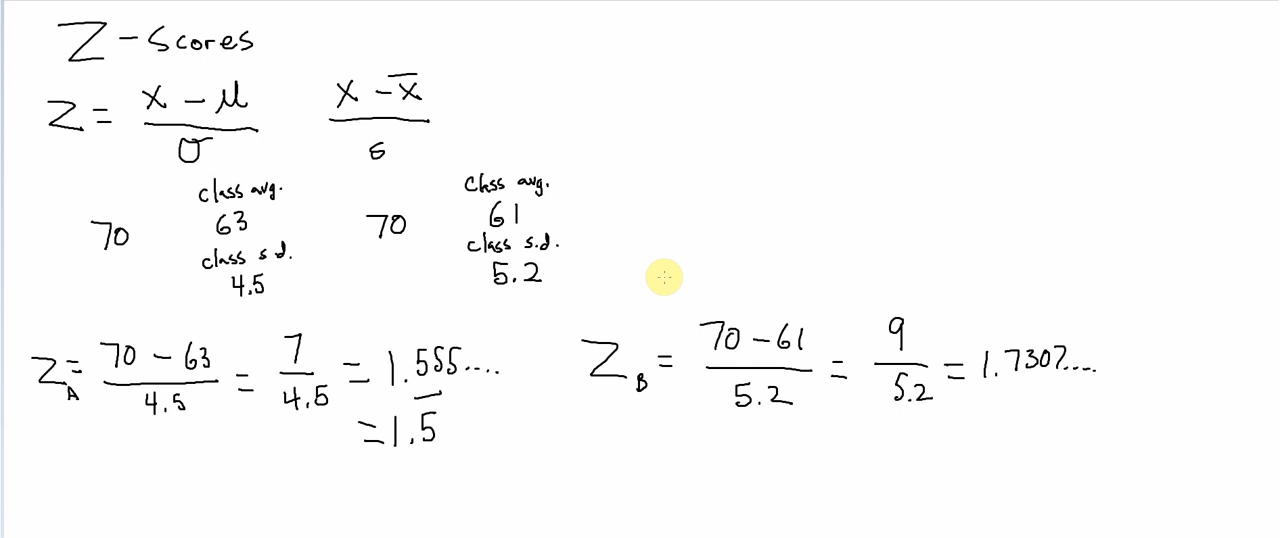 Z - Scores
Z = (x - μ)/σ    (x - x̄)/s
class avg.    Class avg.
70    63    70    61
class s.d.    class s.d.
4.5    5.2
Z_A = (70 - 63)/4.5 = 7/4.5 = 1.555....    Z_B = (70 - 61)/5.2 = 9/5.2 = 1.7307....
= 1.5̅